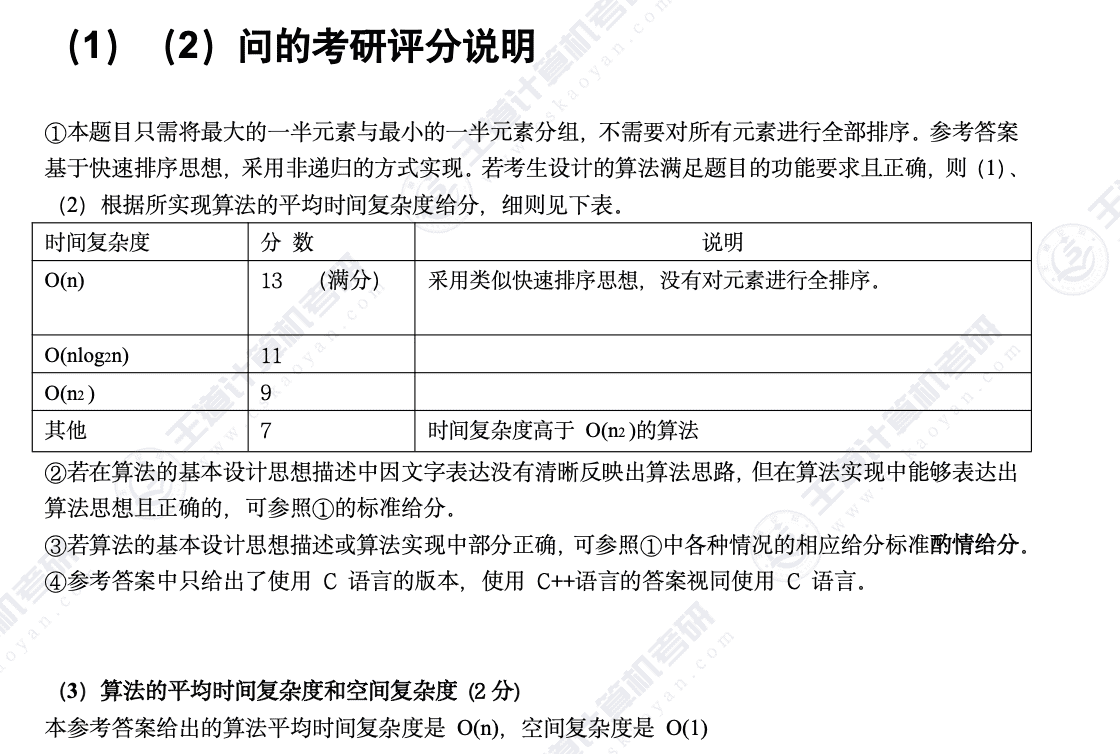 （1）（2）问的考研评分说明
①本题目只需将最大的一半元素与最小的一半元素分组，不需要对所有元素进行全部排序。参考答案
基于快速排序思想，采用非递归的方式实现。若考生设计的算法满足题目的功能要求且正确，则（1）、
（2）根据所实现算法的平均时间复杂度给分，细则见下表。
时间复杂度 分 数 说明
O(n) 13 （满分） 采用类似快速排序思想，没有对元素进行全排序。
O(nlog2n) 11
O(n2 ) 9
其他 7 时间复杂度高于 O(n2 )的算法
②若在算法的基本设计思想描述中因文字表达没有清晰反映出算法思路，但在算法实现中能够表达出
算法思想且正确的，可参照①的标准给分。
③若算法的基本设计思想描述或算法实现中部分正确，可参照①中各种情况的相应给分标准酌情给分。
④参考答案中只给出了使用 C 语言的版本，使用 C++语言的答案视同使用 C 语言。
（3）算法的平均时间复杂度和空间复杂度 (2 分)
本参考答案给出的算法平均时间复杂度是 O(n)，空间复杂度是 O(1)
王道计算机考研
www.cskaoyan.com